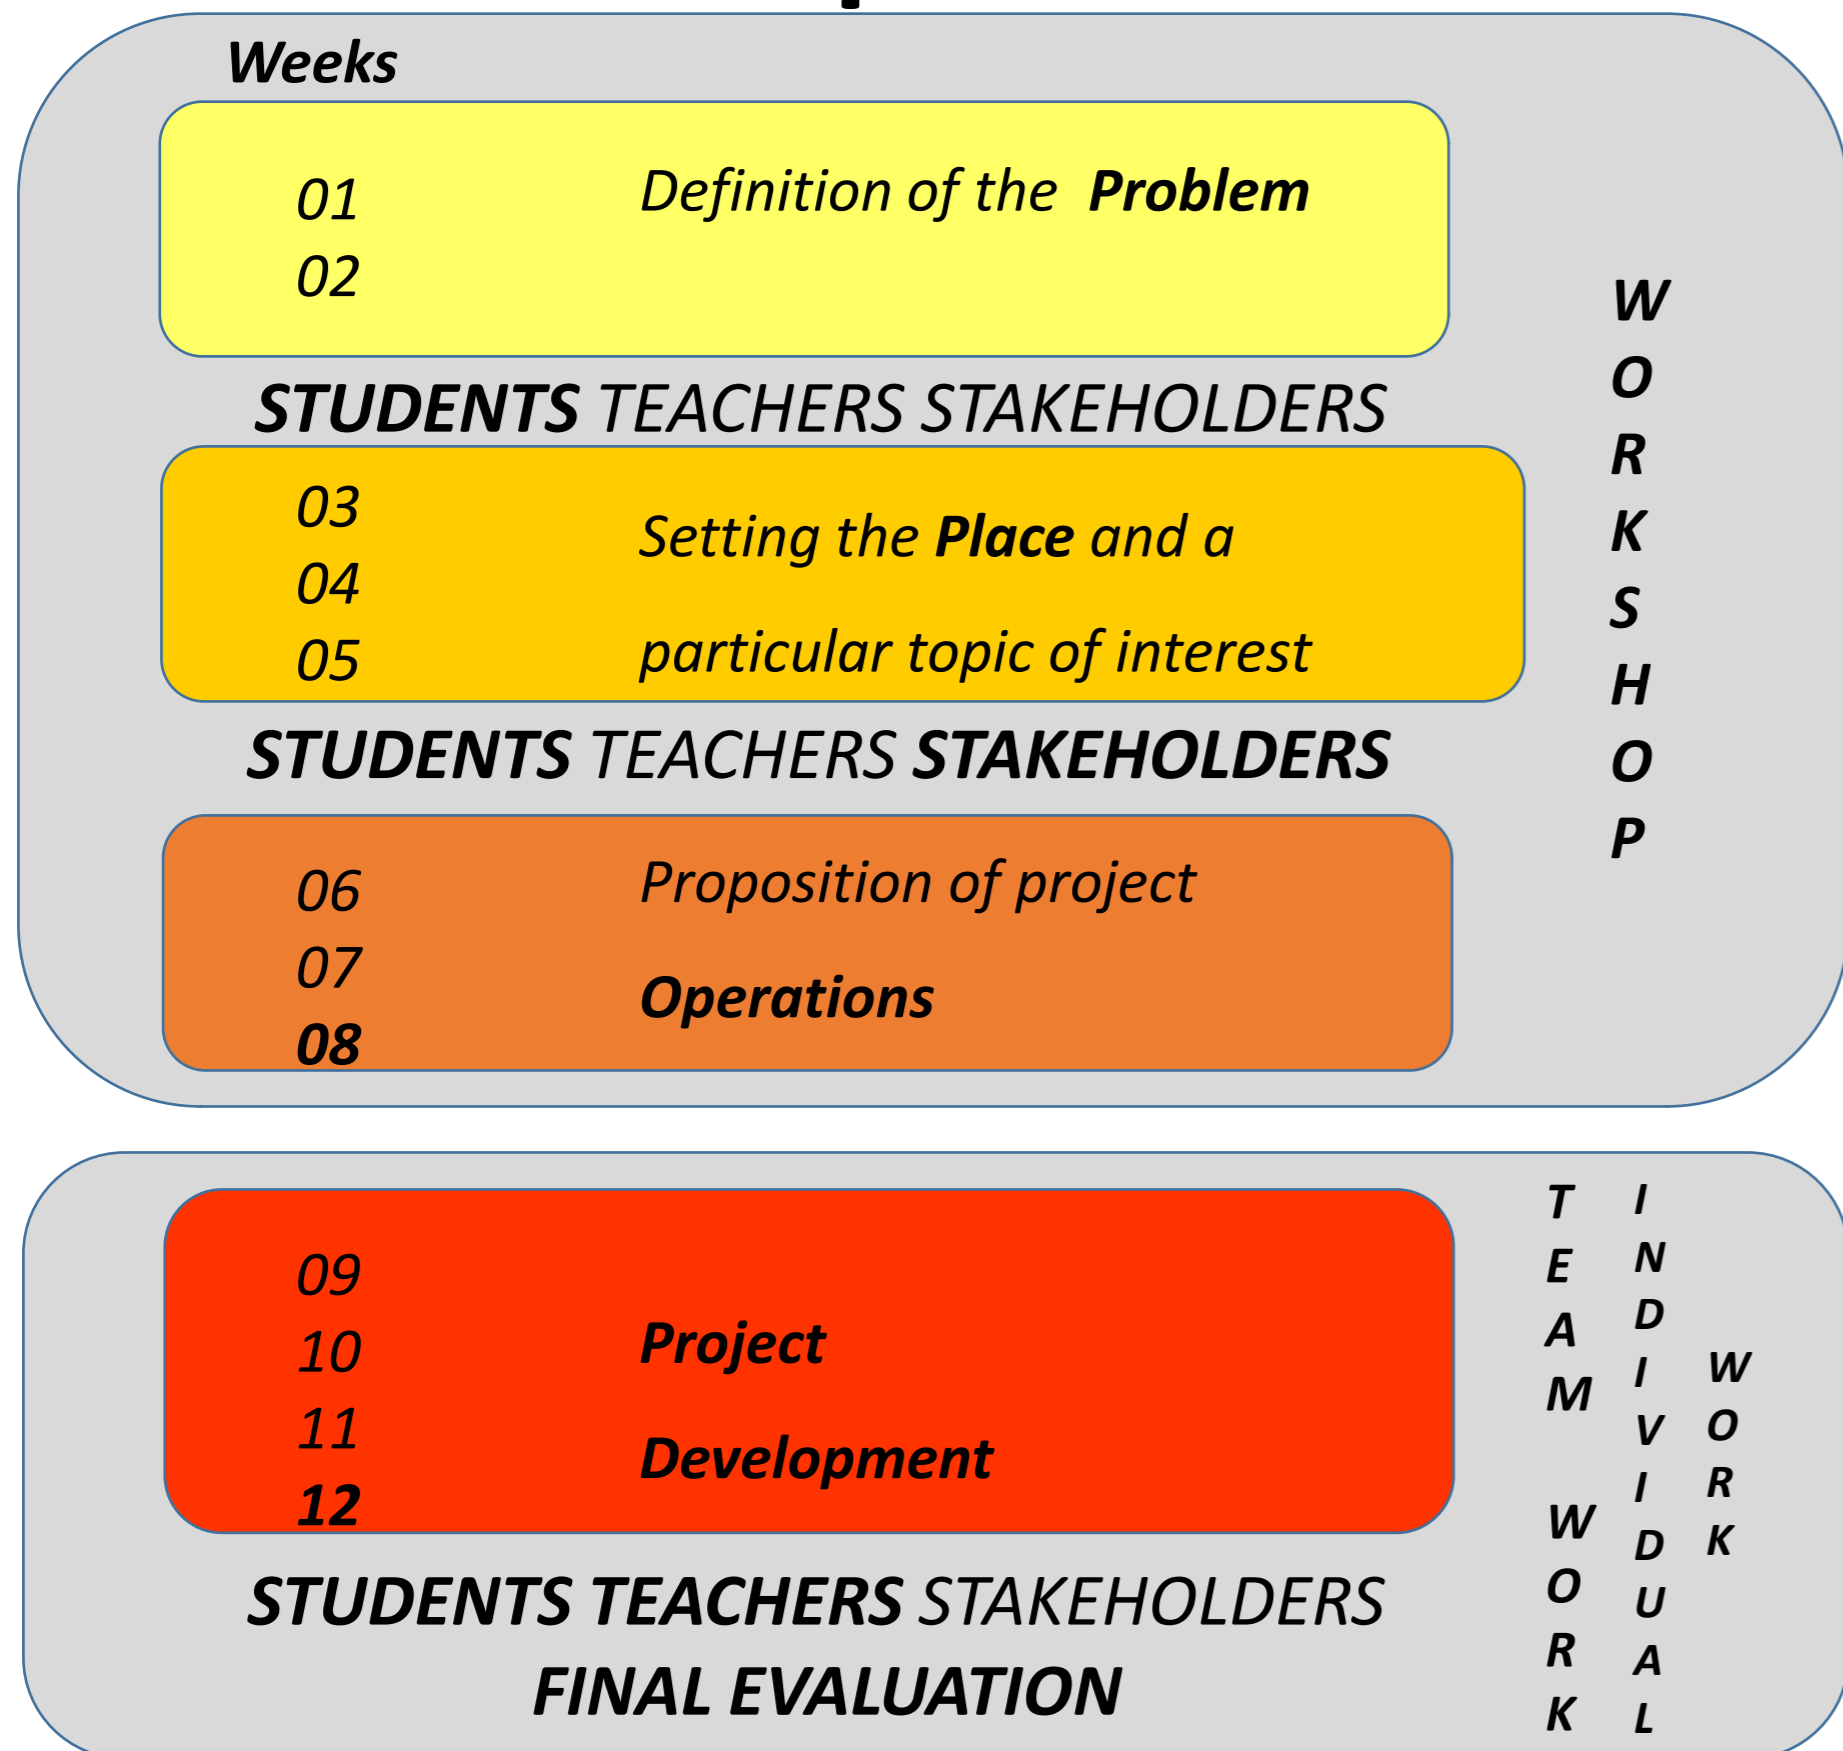 Weeks
01
02
Definition of the Problem
STUDENTS TEACHERS STAKEHOLDERS
03
04
05
Setting the Place and a
particular topic of interest
STUDENTS TEACHERS STAKEHOLDERS
06
07
08
Proposition of project
Operations
WORKSHOP
09
10
11
12
Project
Development
STUDENTS TEACHERS STAKEHOLDERS
FINAL EVALUATION
TEAM WORK
INDIVIDUAL
WORK